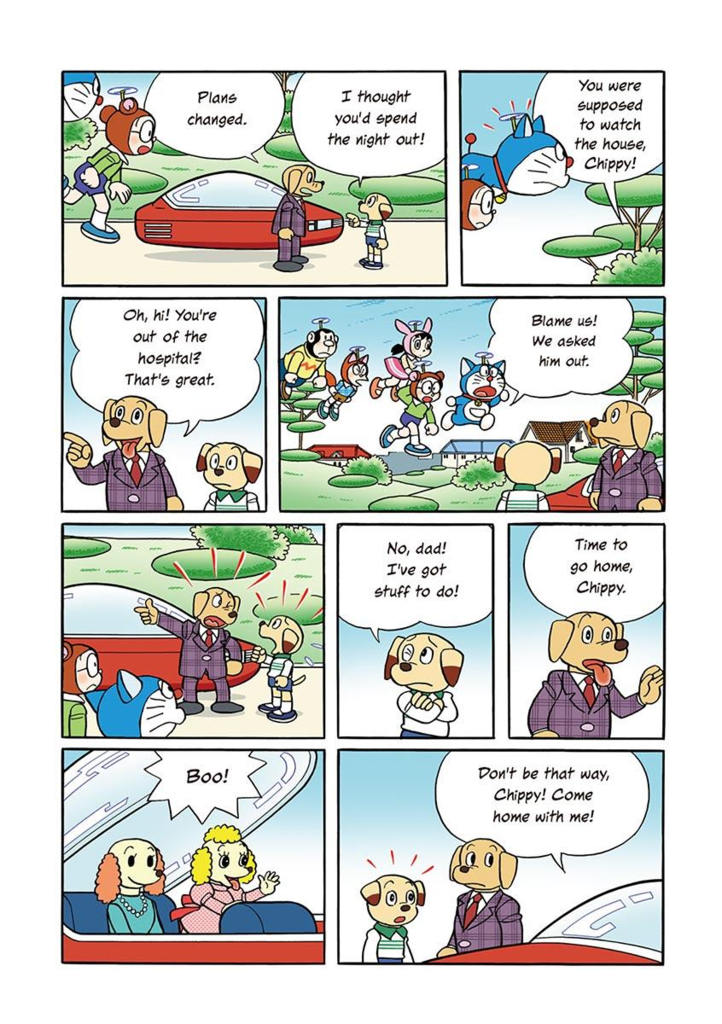 Plans
changed.
I thought
you'd spend
the night out!
You were
supposed
to watch
the house,
Chippy!
Oh, hi! You're
out of the
hospital?
That's great.
Blame us!
We asked
him out.
No, dad!
I've got
stuff to do!
Time to
go home,
Chippy.
Boo!
Don't be that way,
Chippy! Come
home with me!